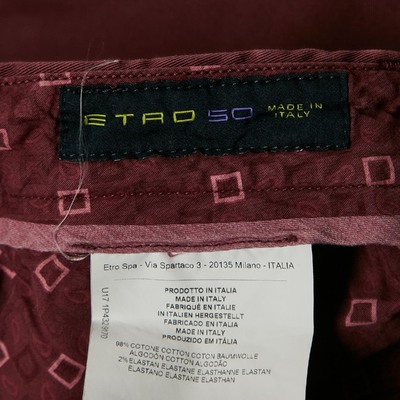 ETRO 50 MADE IN
ITALY
Etro Spa - Via Spartaco 3 - 20135 Milano - ITALIA
PRODOTTO IN ITALIA
MADE IN ITALY
FABRIQUÉ EN ITALIE
IN ITALIEN HERGESTELLT
FABRICADO EN ITALIA
MADE IN ITALY
PRODUZIDO EM ITÁLIA
98% COTONE COTTON COTON BAUMWOLLE
ALGODÓN COTTON ALGODÃO
2% ELASTAN ELASTANE ELASTHANNE ELASTAN
ELASTANO ELASTANE ELASTHAN